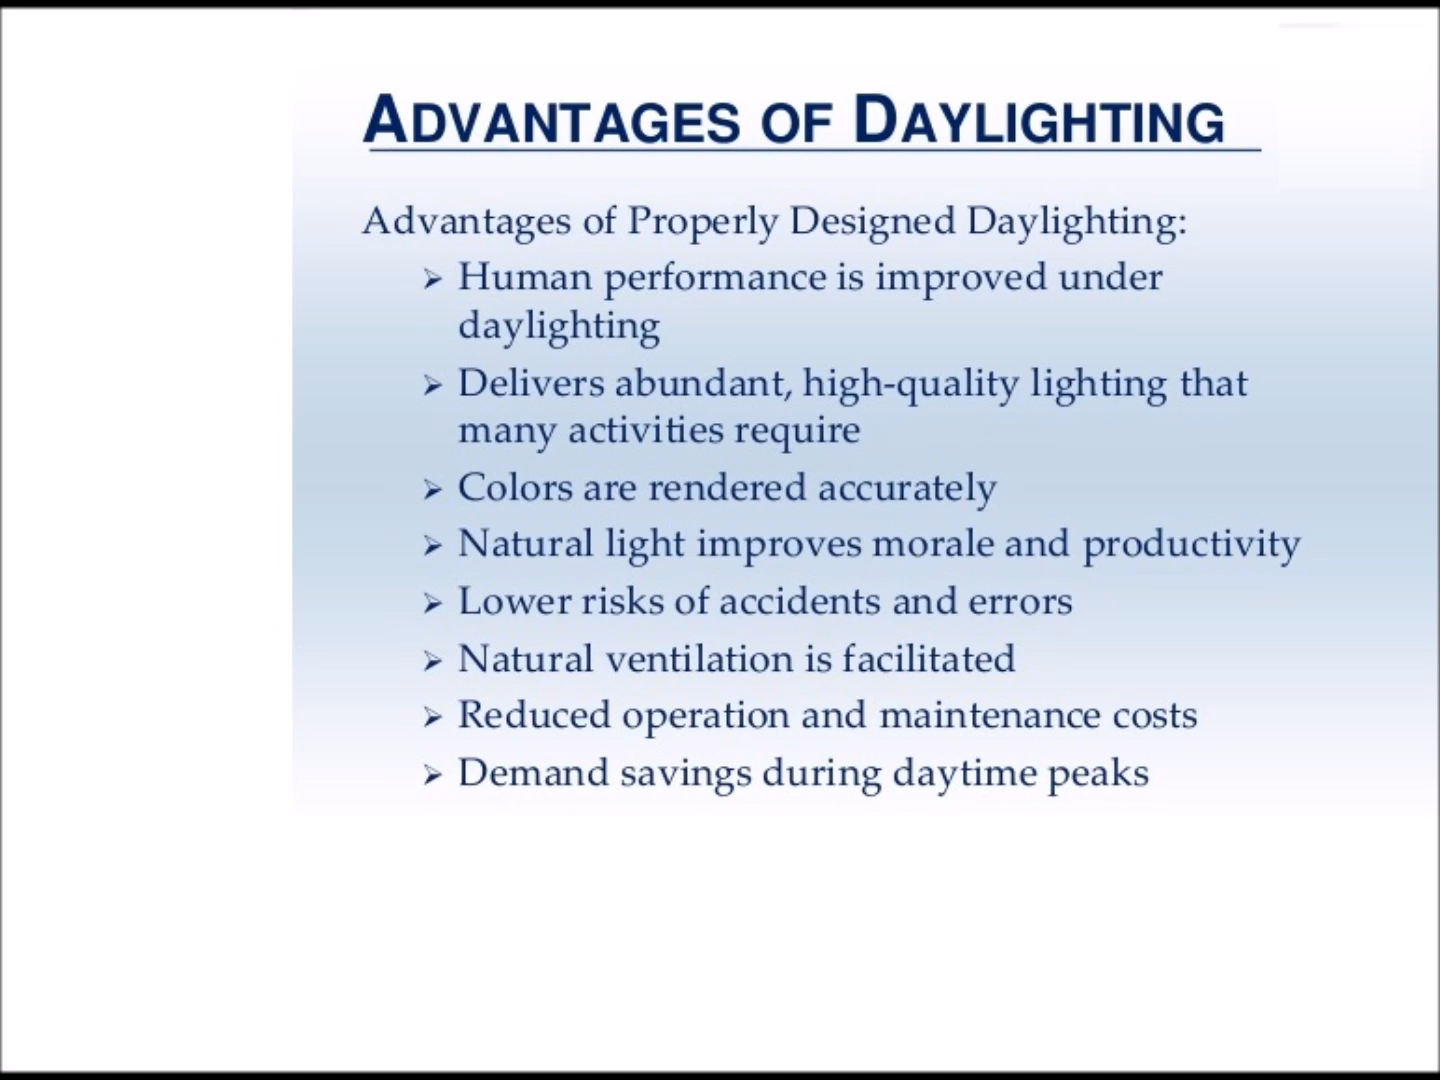 ADVANTAGES OF DAYLIGHTING
Advantages of Properly Designed Daylighting:
➢ Human performance is improved under
daylighting
➢ Delivers abundant, high-quality lighting that
many activities require
➢ Colors are rendered accurately
➢ Natural light improves morale and productivity
➢ Lower risks of accidents and errors
➢ Natural ventilation is facilitated
➢ Reduced operation and maintenance costs
➢ Demand savings during daytime peaks